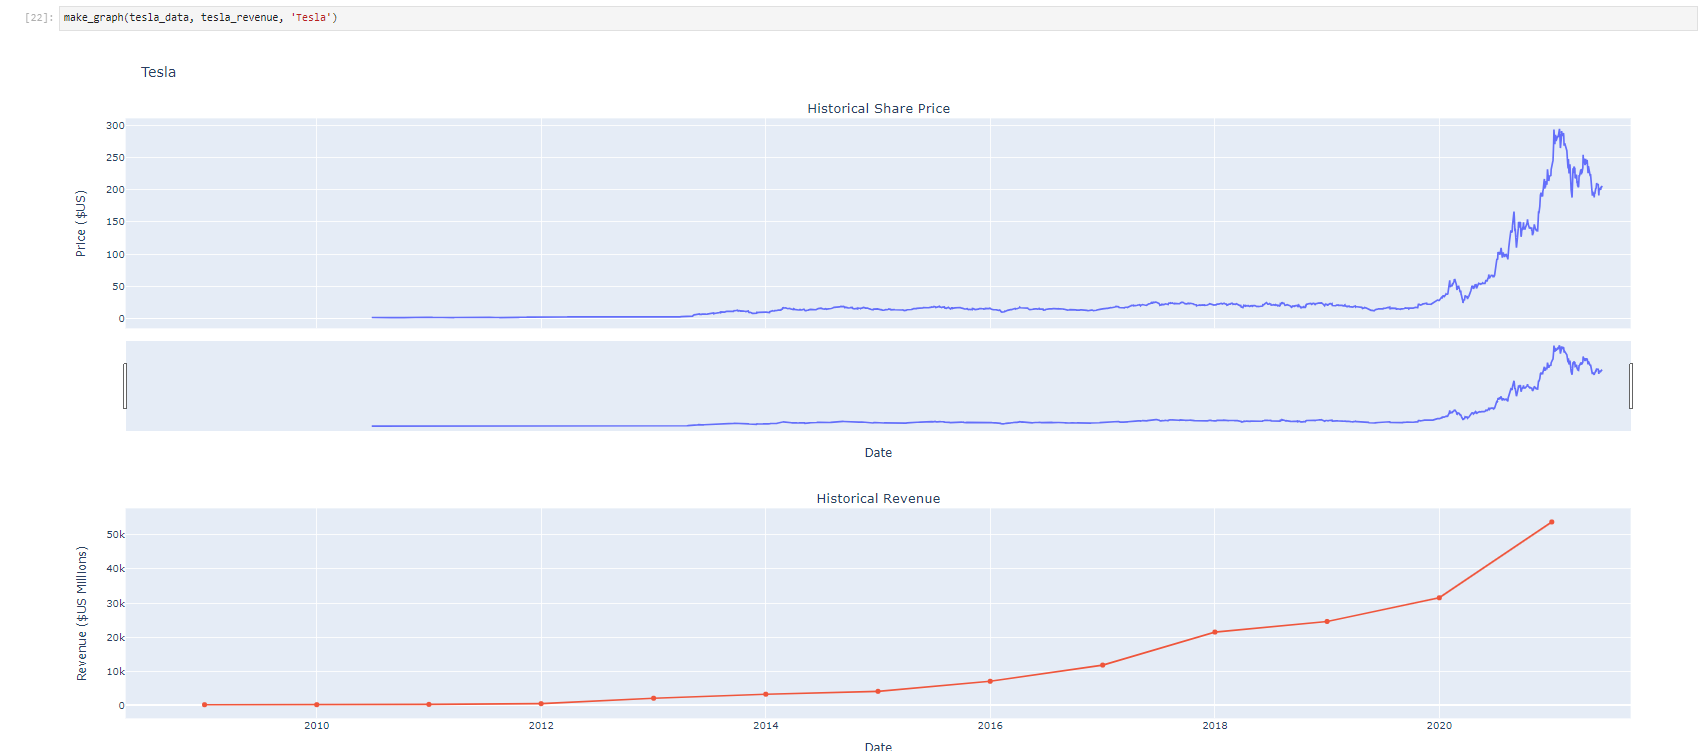 [22]: make_graph(tesla_data, tesla_revenue, 'Tesla')
Tesla
Historical Share Price
300
250
200
150
100
50
0
Price ($US)
Date
Historical Revenue
50k
40k
30k
20k
10k
0
Revenue ($US Millions)
2010 2012 2014 2016 2018 2020
Date